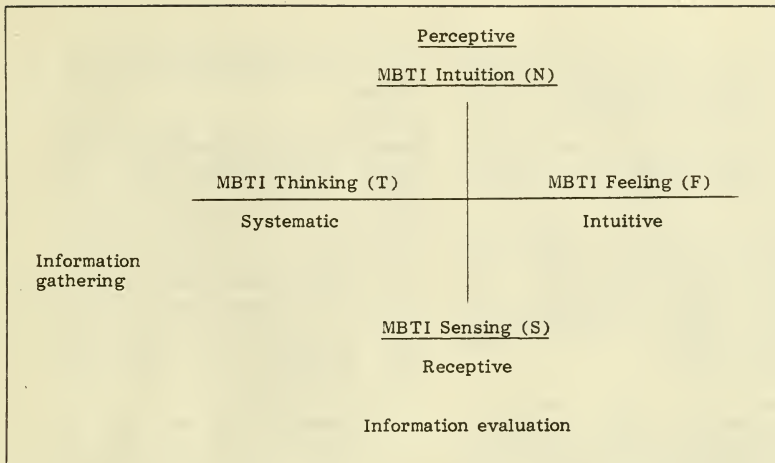 Perceptive
MBTI Intuition (N)
MBTI Thinking (T) MBTI Feeling (F)
Systematic Intuitive
Information
gathering
MBTI Sensing (S)
Receptive
Information evaluation